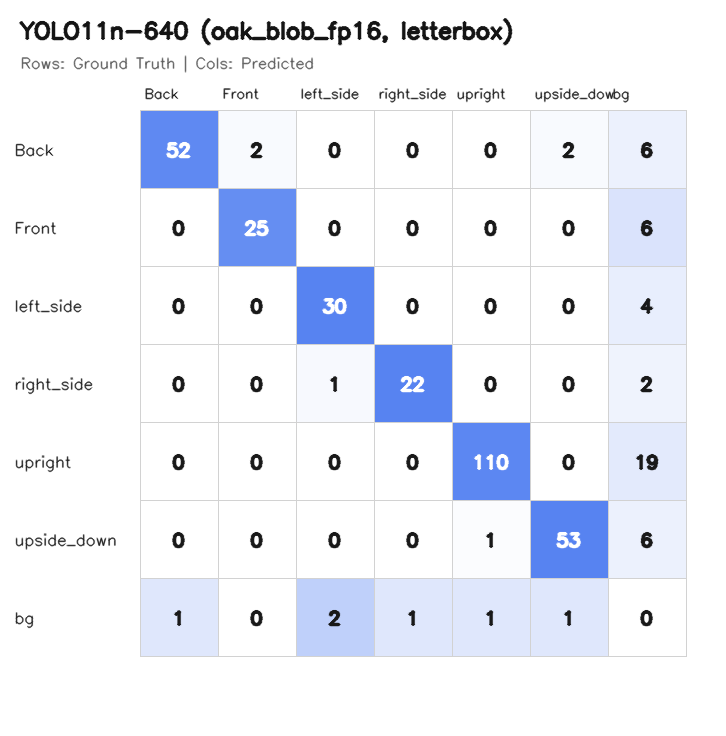 YOLO11n-640 (oak_blob_fp16, letterbox)
Rows: Ground Truth | Cols: Predicted
Back Front left_side right_side upright upside_downbg
Back 52 2 0 0 0 2 6
Front 0 25 0 0 0 0 6
left_side 0 0 30 0 0 0 4
right_side 0 0 1 22 0 0 2
upright 0 0 0 0 110 0 19
upside_down 0 0 0 0 1 53 6
bg 1 0 2 1 1 1 0